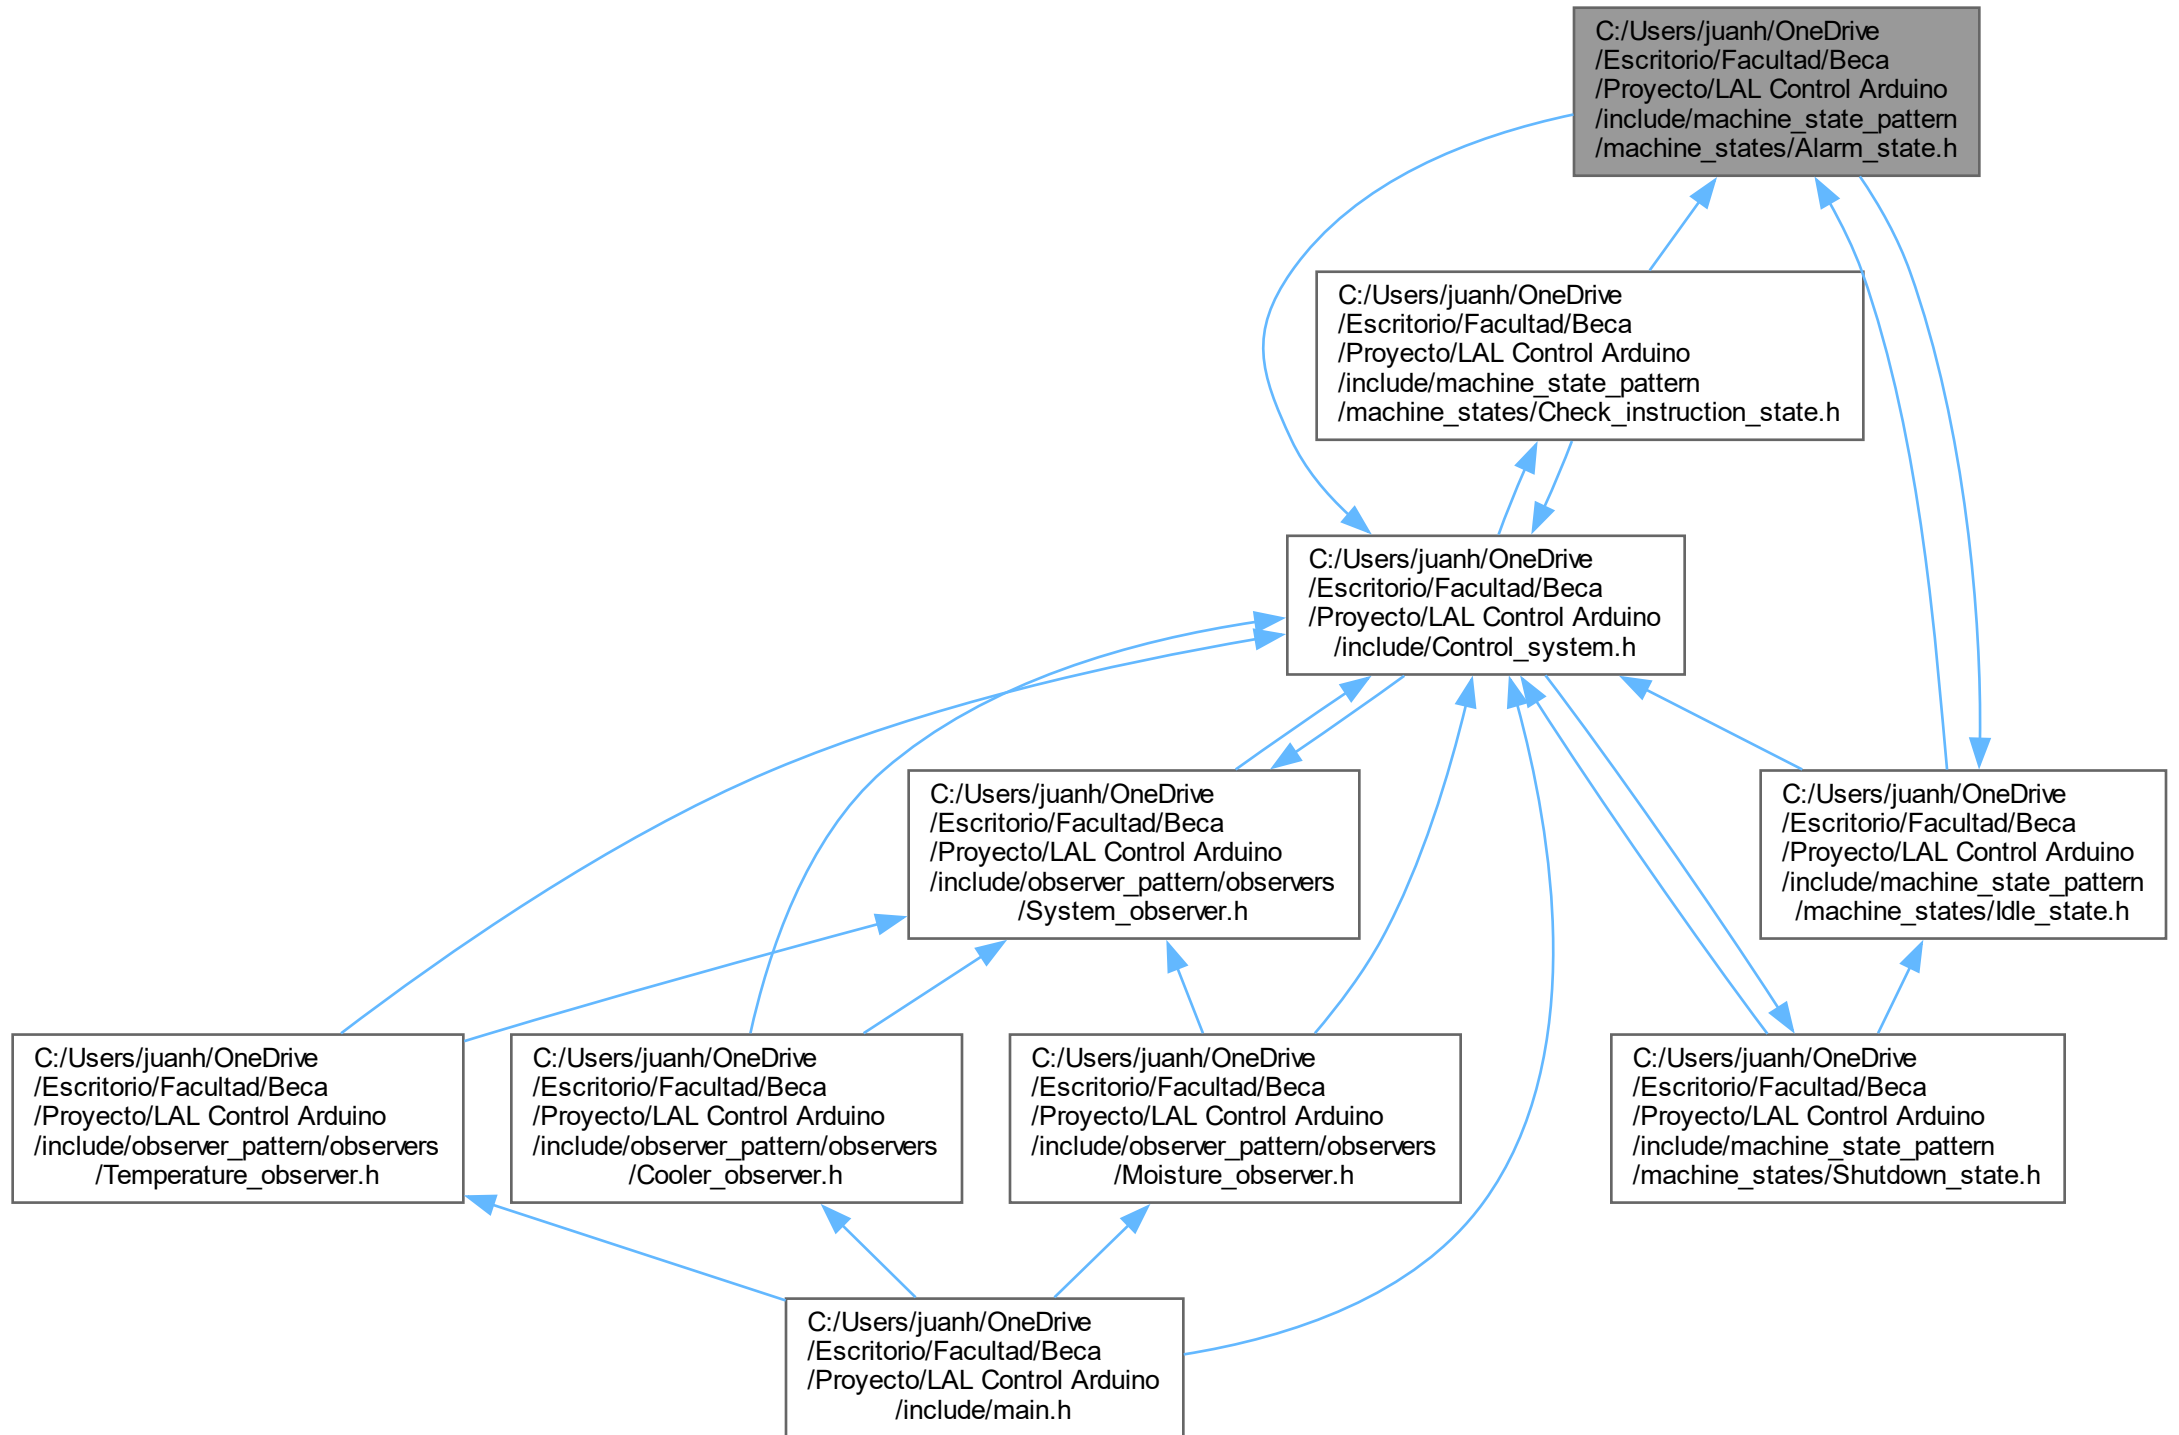 C:/Users/juanh/OneDrive
/Escritorio/Facultad/Beca
/Proyecto/LAL Control Arduino
/include/machine_state_pattern
/machine_states/Alarm_state.h
C:/Users/juanh/OneDrive
/Escritorio/Facultad/Beca
/Proyecto/LAL Control Arduino
/include/machine_state_pattern
/machine_states/Check_instruction_state.h
C:/Users/juanh/OneDrive
/Escritorio/Facultad/Beca
/Proyecto/LAL Control Arduino
/include/Control_system.h
C:/Users/juanh/OneDrive
/Escritorio/Facultad/Beca
/Proyecto/LAL Control Arduino
/include/observer_pattern/observers
/System_observer.h
C:/Users/juanh/OneDrive
/Escritorio/Facultad/Beca
/Proyecto/LAL Control Arduino
/include/machine_state_pattern
/machine_states/Idle_state.h
C:/Users/juanh/OneDrive
/Escritorio/Facultad/Beca
/Proyecto/LAL Control Arduino
/include/observer_pattern/observers
/Temperature_observer.h
C:/Users/juanh/OneDrive
/Escritorio/Facultad/Beca
/Proyecto/LAL Control Arduino
/include/observer_pattern/observers
/Cooler_observer.h
C:/Users/juanh/OneDrive
/Escritorio/Facultad/Beca
/Proyecto/LAL Control Arduino
/include/observer_pattern/observers
/Moisture_observer.h
C:/Users/juanh/OneDrive
/Escritorio/Facultad/Beca
/Proyecto/LAL Control Arduino
/include/machine_state_pattern
/machine_states/Shutdown_state.h
C:/Users/juanh/OneDrive
/Escritorio/Facultad/Beca
/Proyecto/LAL Control Arduino
/include/main.h